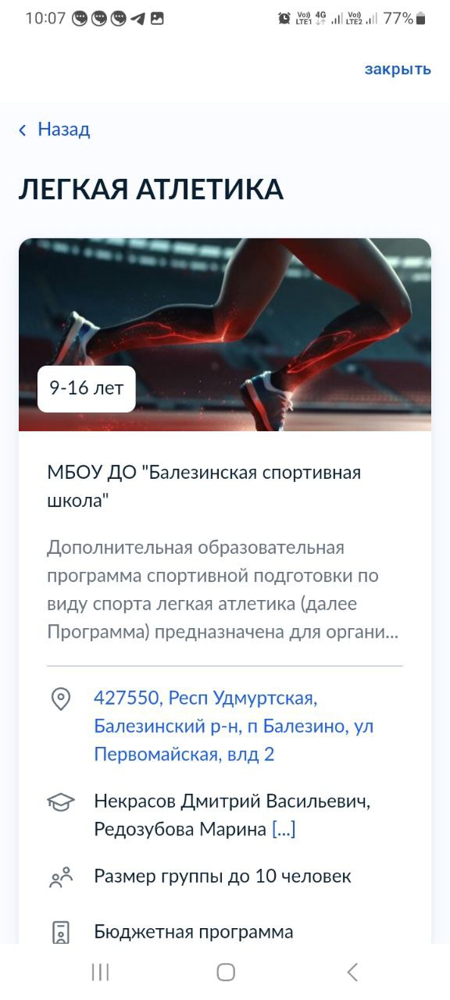 10:07 Vo)) LTE1 4G Vo)) LTE2 77%
закрыть
Назад
ЛЕГКАЯ АТЛЕТИКА
9-16 лет
МБОУ ДО "Балезинская спортивная
школа"
Дополнительная образовательная
программа спортивной подготовки по
виду спорта легкая атлетика (далее
Программа) предназначена для органи...
427550, Респ Удмуртская,
Балезинский р-н, п Балезино, ул
Первомайская, влд 2
Некрасов Дмитрий Васильевич,
Редозубова Марина [...]
Размер группы до 10 человек
Бюджетная программа